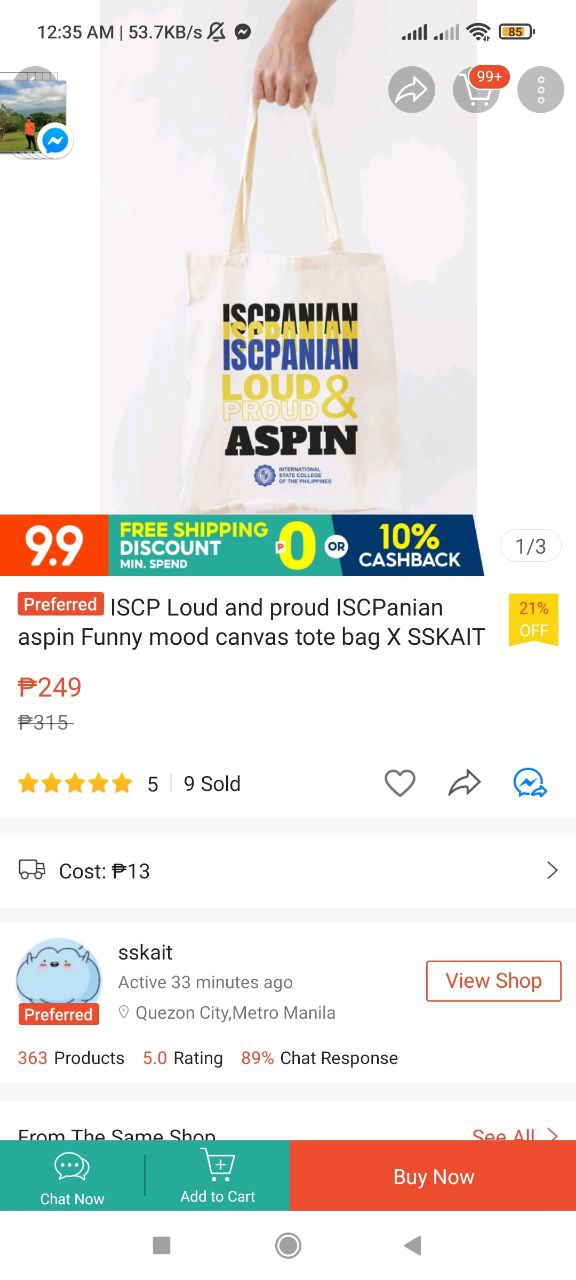 12:35 AM | 53.7KB/s
85
99+
ISCPANIAN
ISCPANIAN
ISCPANIAN
LOUD &
PROUD
ASPIN
INTERNATIONAL
STATE COLLEGE
OF THE PHILIPPINES
9.9
FREE SHIPPING
DISCOUNT
MIN. SPEND
₱0
OR
10%
CASHBACK
1/3
Preferred ISCP Loud and proud ISCPanian
aspin Funny mood canvas tote bag X SSKAIT
21%
OFF
₱249
₱315
5 | 9 Sold
Cost: ₱13
sskait
Active 33 minutes ago
Preferred
Quezon City,Metro Manila
View Shop
363 Products 5.0 Rating 89% Chat Response
From The Same Shop
See All
Chat Now
Add to Cart
Buy Now